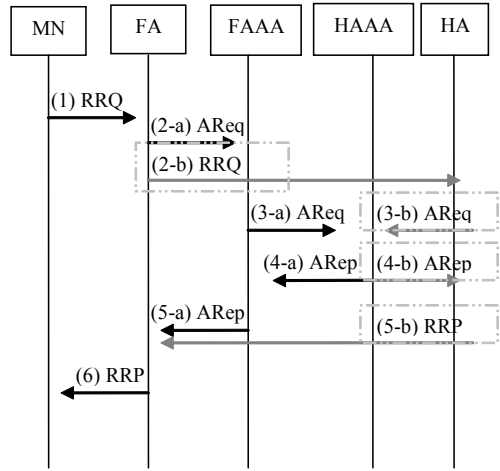 MN FA FAAA HAAA HA
(1) RRQ
(2-a) AReq
(2-b) RRQ
(3-a) AReq (3-b) AReq
(4-a) ARep (4-b) ARep
(5-a) ARep
(5-b) RRP
(6) RRP